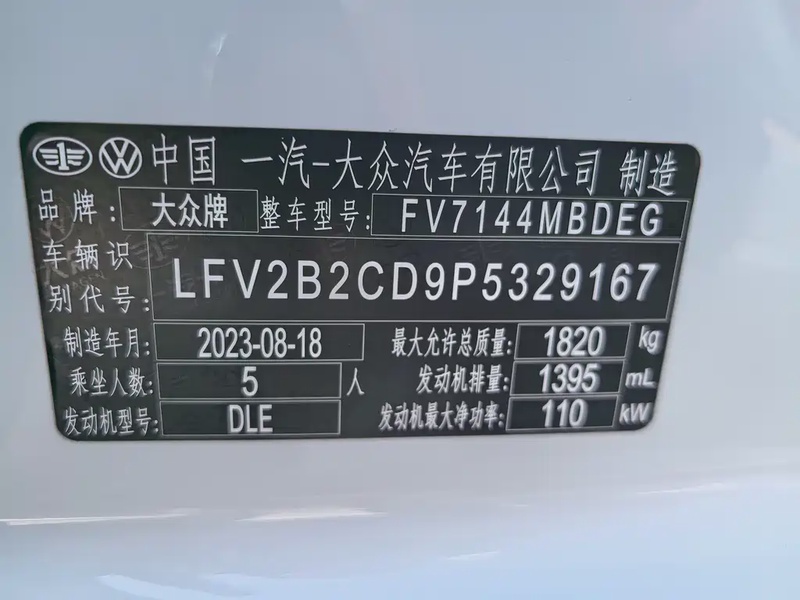 中国 一汽-大众汽车有限公司 制造
品牌: 大众牌 整车型号: FV7144MBDEG
车辆识别代号: LFV2B2CD9P5329167
制造年月: 2023-08-18 最大允许总质量: 1820 kg
乘坐人数: 5 人 发动机排量: 1395 mL
发动机型号: DLE 发动机最大净功率: 110 kW